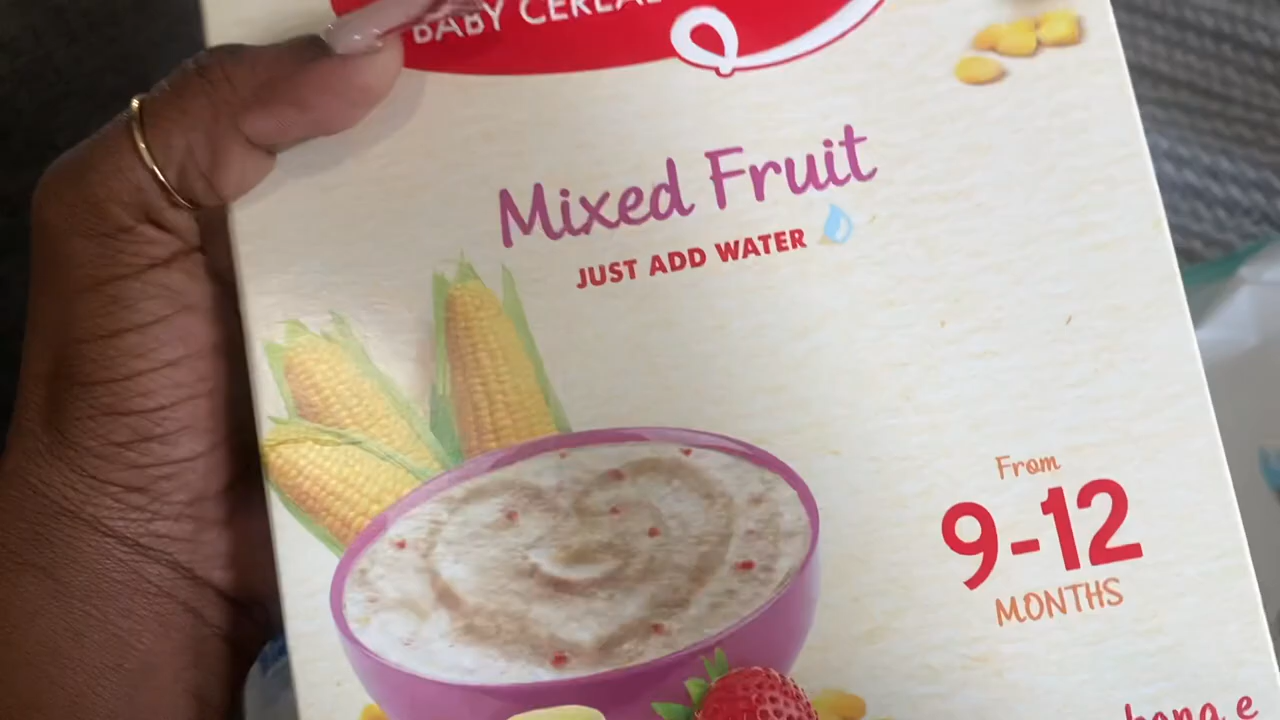 BABY CEREAL
Mixed Fruit
JUST ADD WATER
From
9-12
MONTHS
e